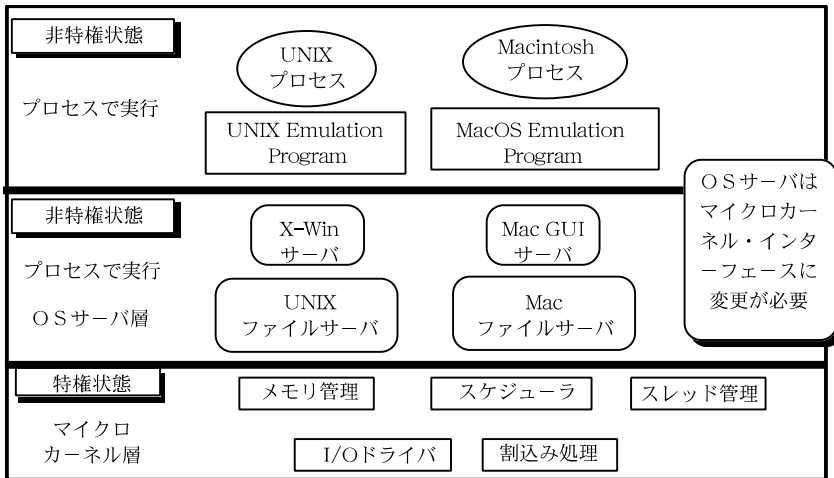 非特権状態
プロセスで実行
UNIX
プロセス
Macintosh
プロセス
UNIX Emulation
Program
MacOS Emulation
Program
非特権状態
プロセスで実行
OSサーバ層
X-Win
サーバ
Mac GUI
サーバ
UNIX
ファイルサーバ
Mac
ファイルサーバ
OSサーバは
マイクロカー
ネル・インタ
ーフェースに
変更が必要
特権状態
マイクロ
カーネル層
メモリ管理
スケジューラ
スレッド管理
I/Oドライバ
割込み処理